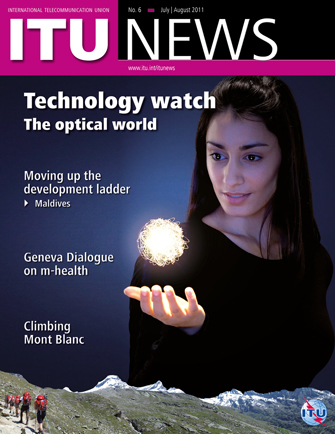 INTERNATIONAL TELECOMMUNICATION UNION
No. 6 July | August 2011
ITU NEWS
www.itu.int/itunews
Technology watch
The optical world
Moving up the
development ladder
Maldives
Geneva Dialogue
on m-health
Climbing
Mont Blanc
ITU